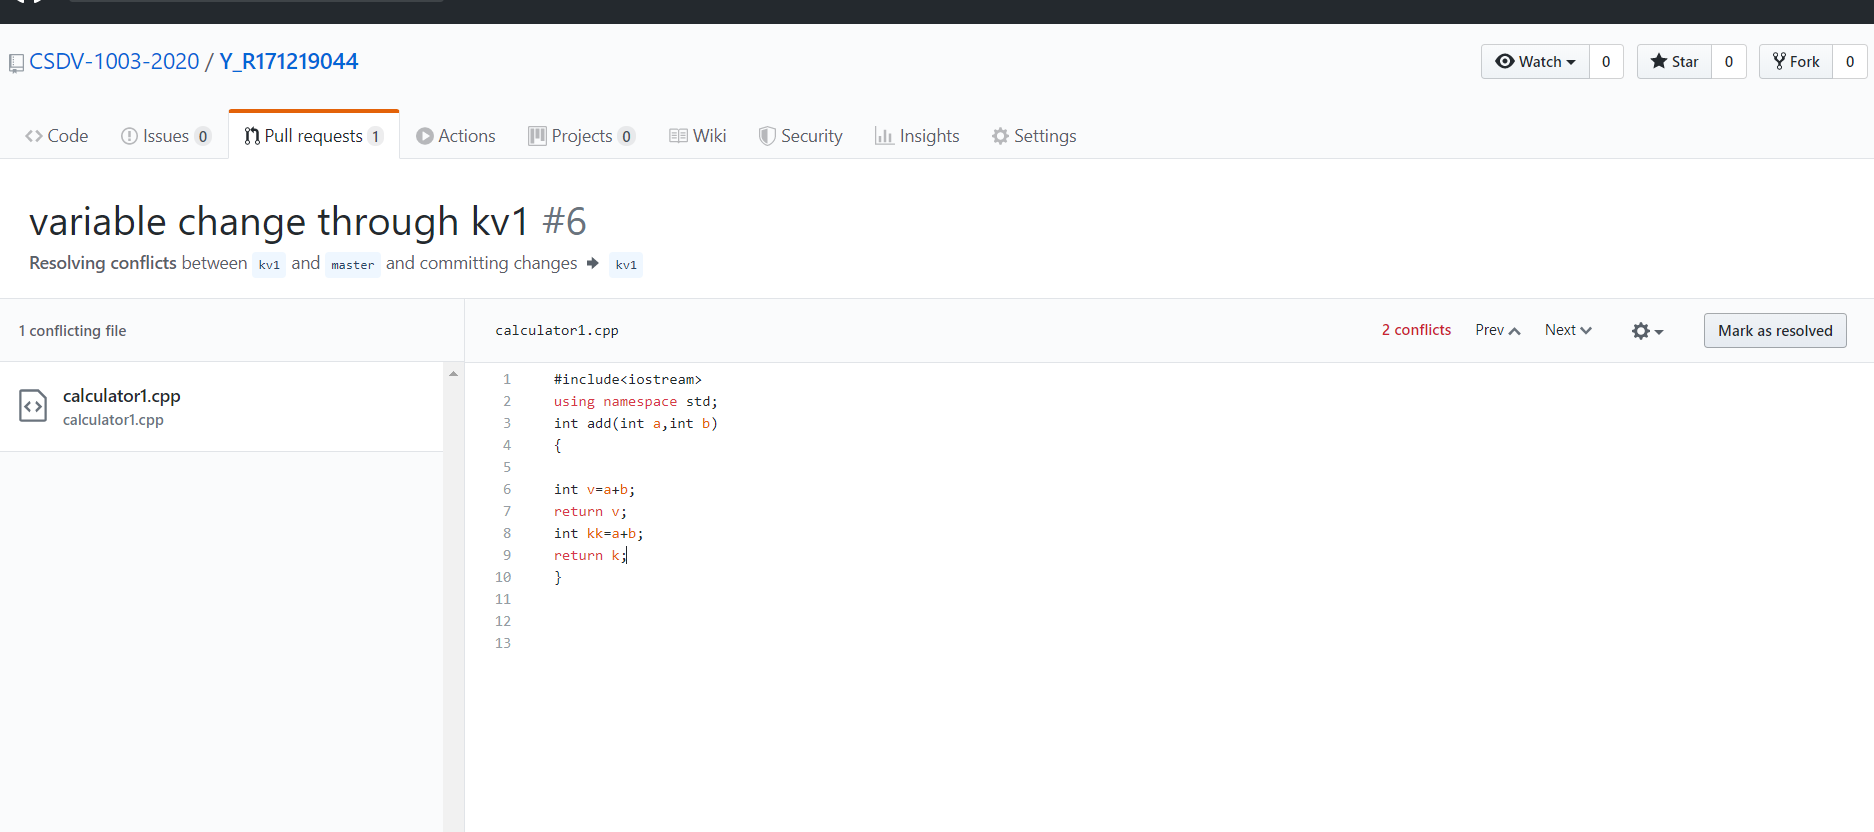 CSDV-1003-2020 / Y_R171219044
Watch 0 Star 0 Fork 0
Code Issues 0 Pull requests 1 Actions Projects 0 Wiki Security Insights Settings
variable change through kv1 #6
Resolving conflicts between kv1 and master and committing changes kv1
1 conflicting file
calculator1.cpp
calculator1.cpp
calculator1.cpp 2 conflicts Prev Next Mark as resolved
1 #include<iostream>
2 using namespace std;
3 int add(int a,int b)
4 {
5
6 int v=a+b;
7 return v;
8 int kk=a+b;
9 return k;
10 }
11
12
13